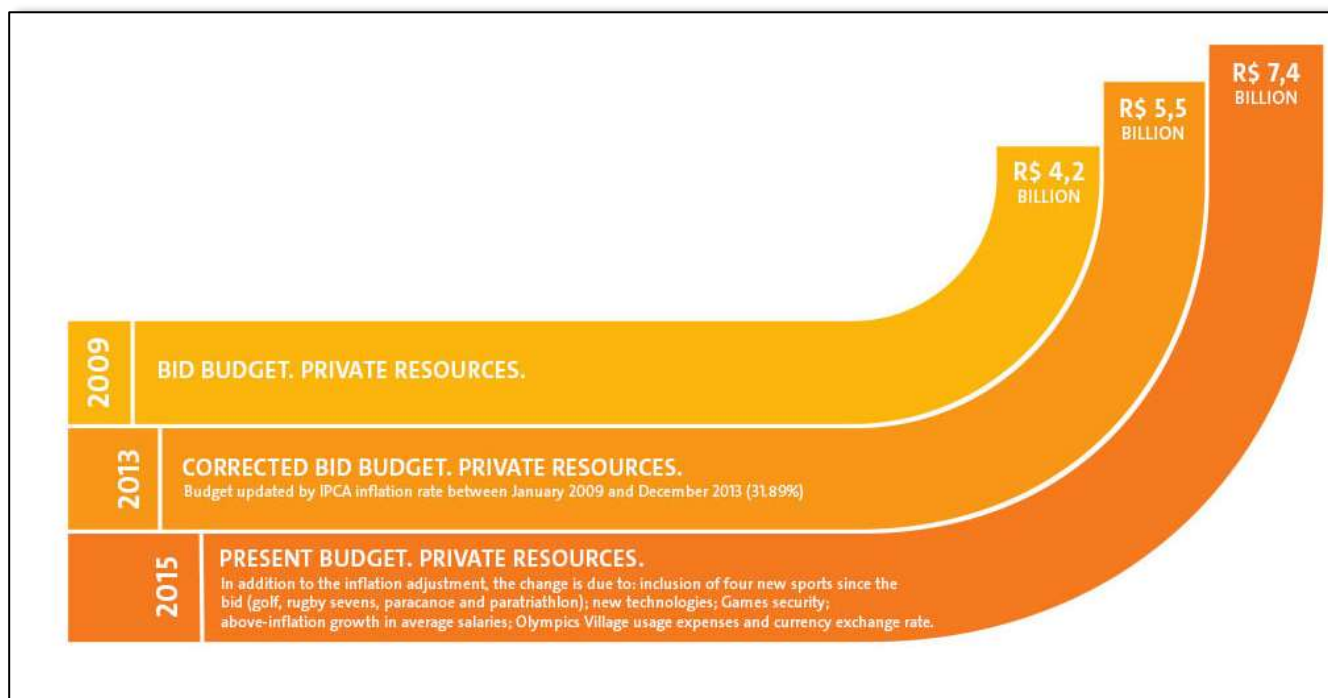 R$ 7,4
BILLION
R$ 5,5
BILLION
R$ 4,2
BILLION
2009
BID BUDGET. PRIVATE RESOURCES.
2013
CORRECTED BID BUDGET. PRIVATE RESOURCES.
Budget updated by IPCA inflation rate between January 2009 and December 2013 (31.89%)
2015
PRESENT BUDGET. PRIVATE RESOURCES.
In addition to the inflation adjustment, the change is due to: inclusion of four new sports since the
bid (golf, rugby sevens, paracanoe and paratriathlon); new technologies; Games security;
above-inflation growth in average salaries; Olympics Village usage expenses and currency exchange rate.